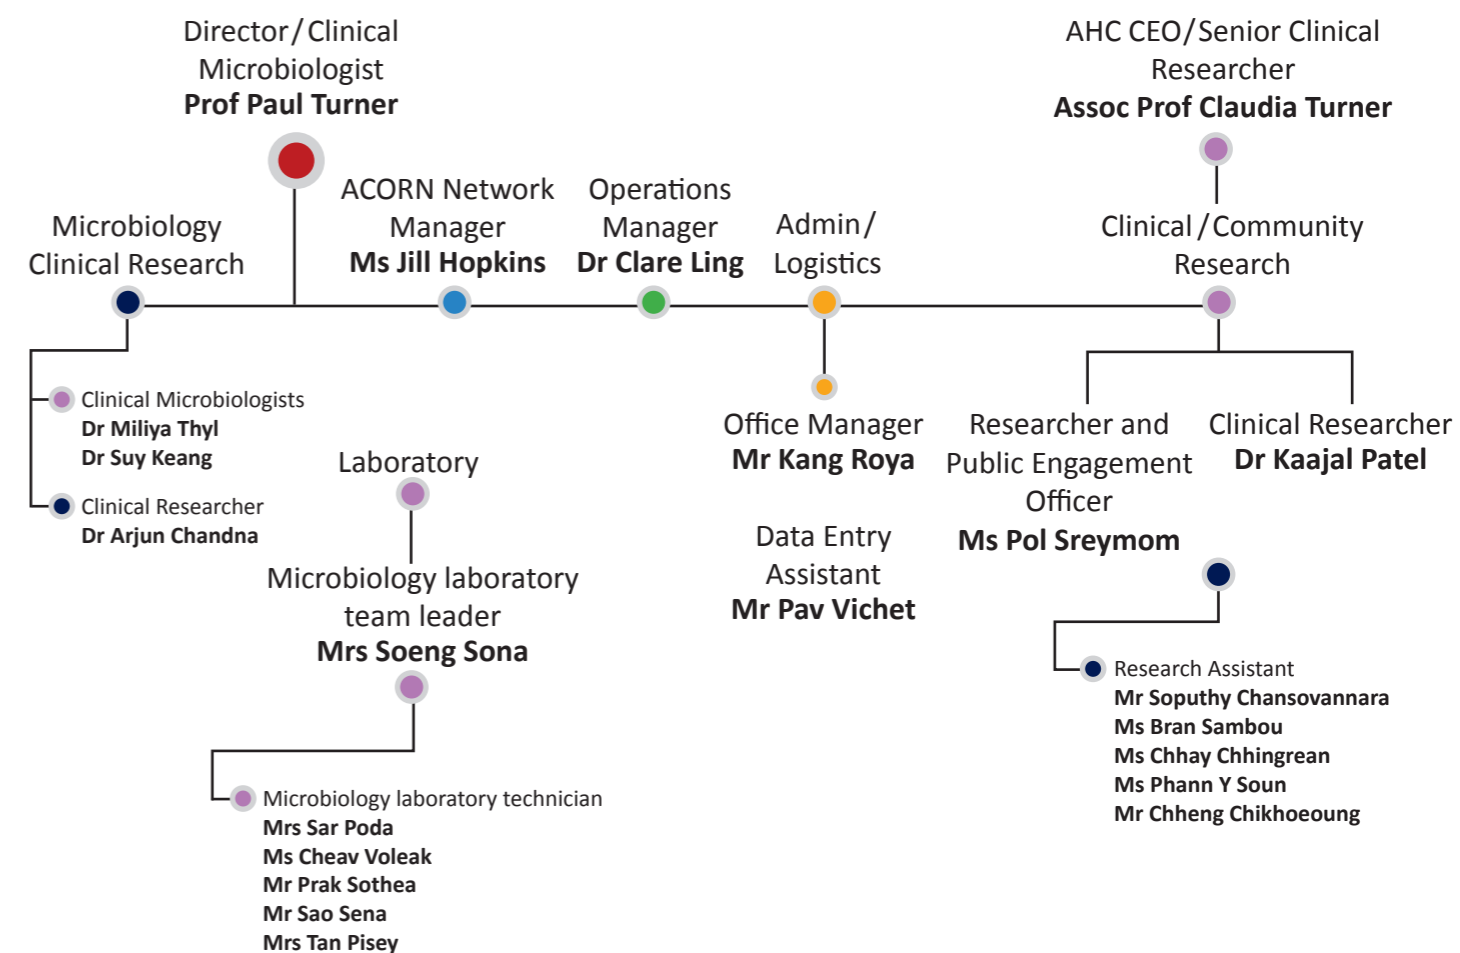 Director/Clinical
Microbiologist
Prof Paul Turner
AHC CEO/Senior Clinical
Researcher
Assoc Prof Claudia Turner
Microbiology
Clinical Research
ACORN Network
Manager
Ms Jill Hopkins
Operations
Manager
Dr Clare Ling
Admin/
Logistics
Clinical/Community
Research
Clinical Microbiologists
Dr Miliya Thyl
Dr Suy Keang
Clinical Researcher
Dr Arjun Chandna
Laboratory
Microbiology laboratory
team leader
Mrs Soeng Sona
Microbiology laboratory technician
Mrs Sar Poda
Ms Cheav Voleak
Mr Prak Sothea
Mr Sao Sena
Mrs Tan Pisey
Office Manager
Mr Kang Roya
Data Entry
Assistant
Mr Pav Vichet
Researcher and
Public Engagement
Officer
Ms Pol Sreymom
Clinical Researcher
Dr Kaajal Patel
Research Assistant
Mr Soputhy Chansovannara
Ms Bran Sambou
Ms Chhay Chhingrean
Ms Phann Y Soun
Mr Chheng Chikhoeoung